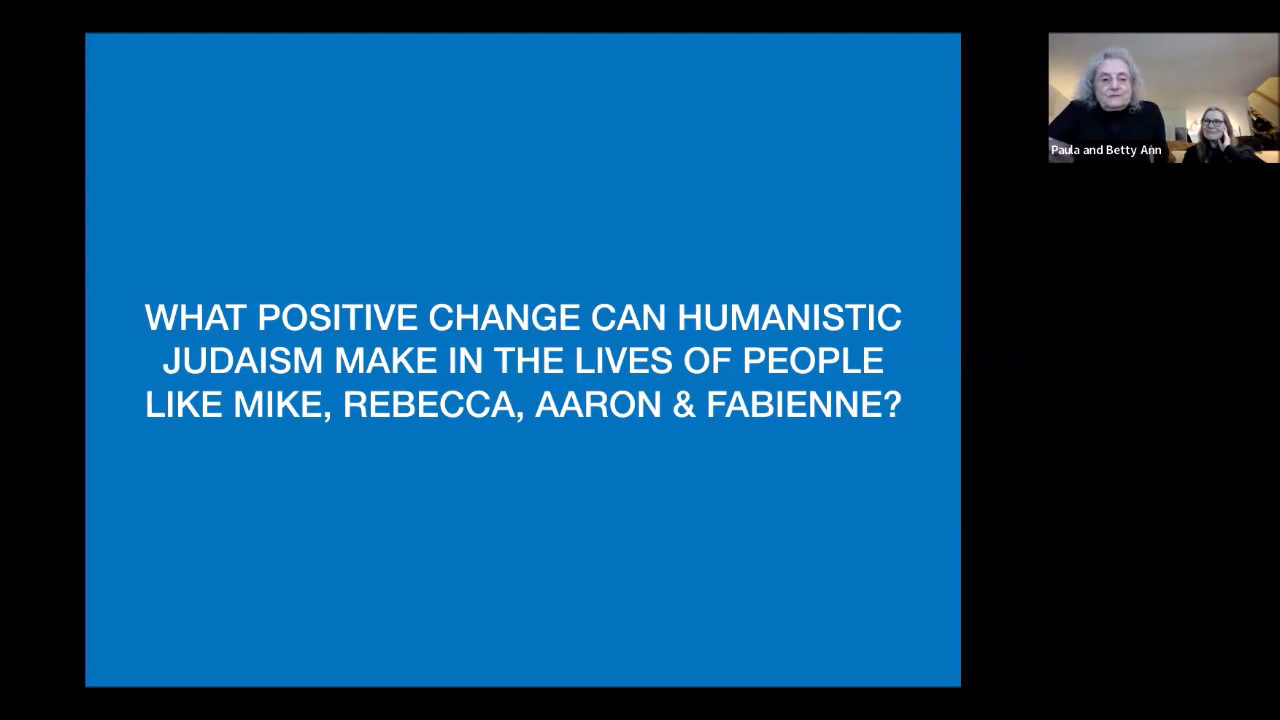 WHAT POSITIVE CHANGE CAN HUMANISTIC
JUDAISM MAKE IN THE LIVES OF PEOPLE
LIKE MIKE, REBECCA, AARON & FABIENNE?
Paula and Betty Ann